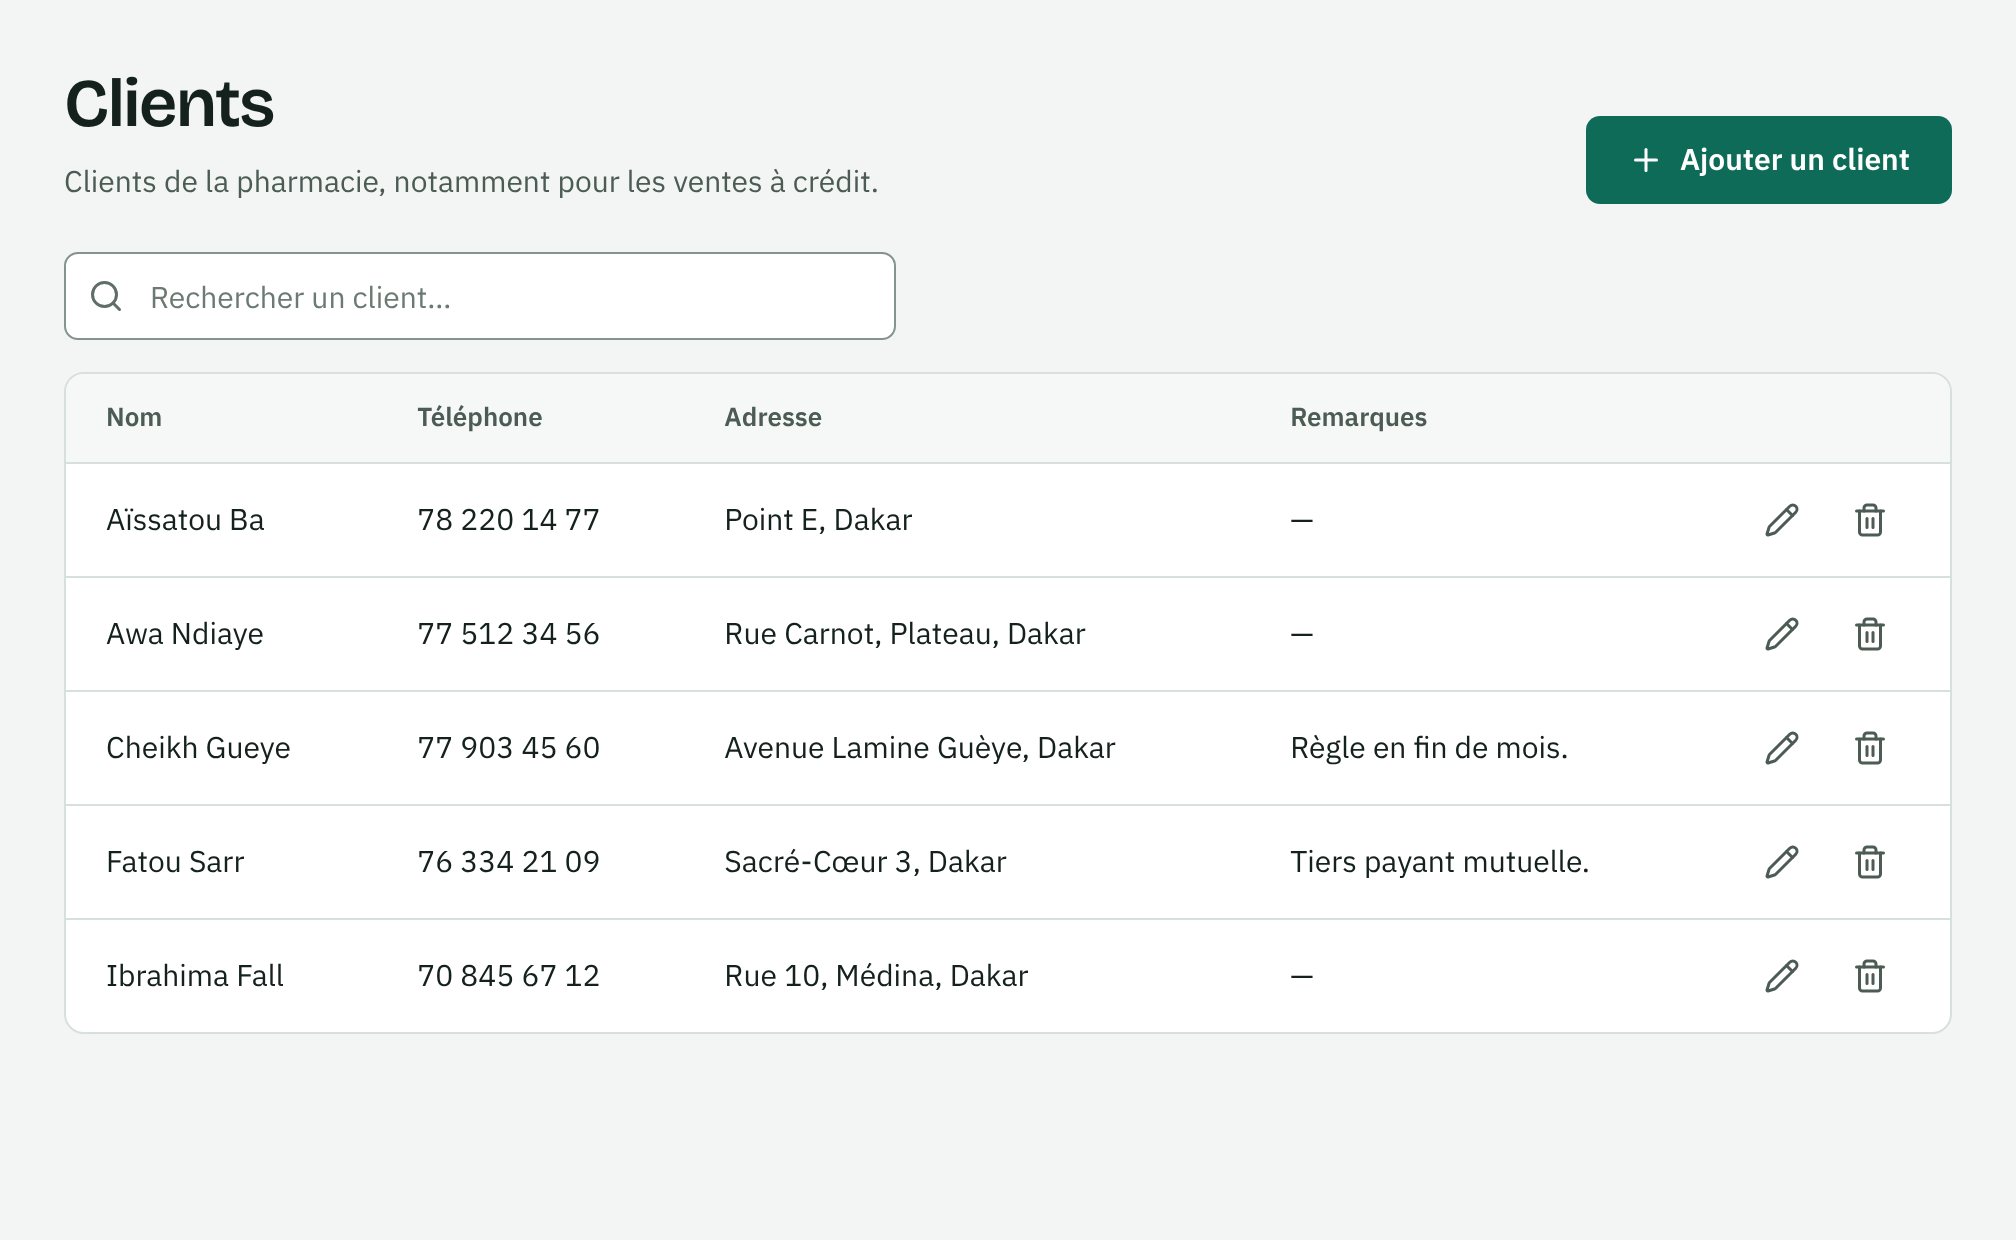 Clients
Clients de la pharmacie, notamment pour les ventes à crédit.
+ Ajouter un client
Rechercher un client...
Nom Téléphone Adresse Remarques
Aïssatou Ba 78 220 14 77 Point E, Dakar —
Awa Ndiaye 77 512 34 56 Rue Carnot, Plateau, Dakar —
Cheikh Gueye 77 903 45 60 Avenue Lamine Guèye, Dakar Règle en fin de mois.
Fatou Sarr 76 334 21 09 Sacré-Cœur 3, Dakar Tiers payant mutuelle.
Ibrahima Fall 70 845 67 12 Rue 10, Médina, Dakar —